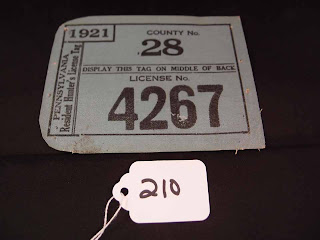 1921
PENNSYLVANIA
Resident Hunter's License Tag
COUNTY No.
28
DISPLAY THIS TAG ON MIDDLE OF BACK
LICENSE No.
4267
210